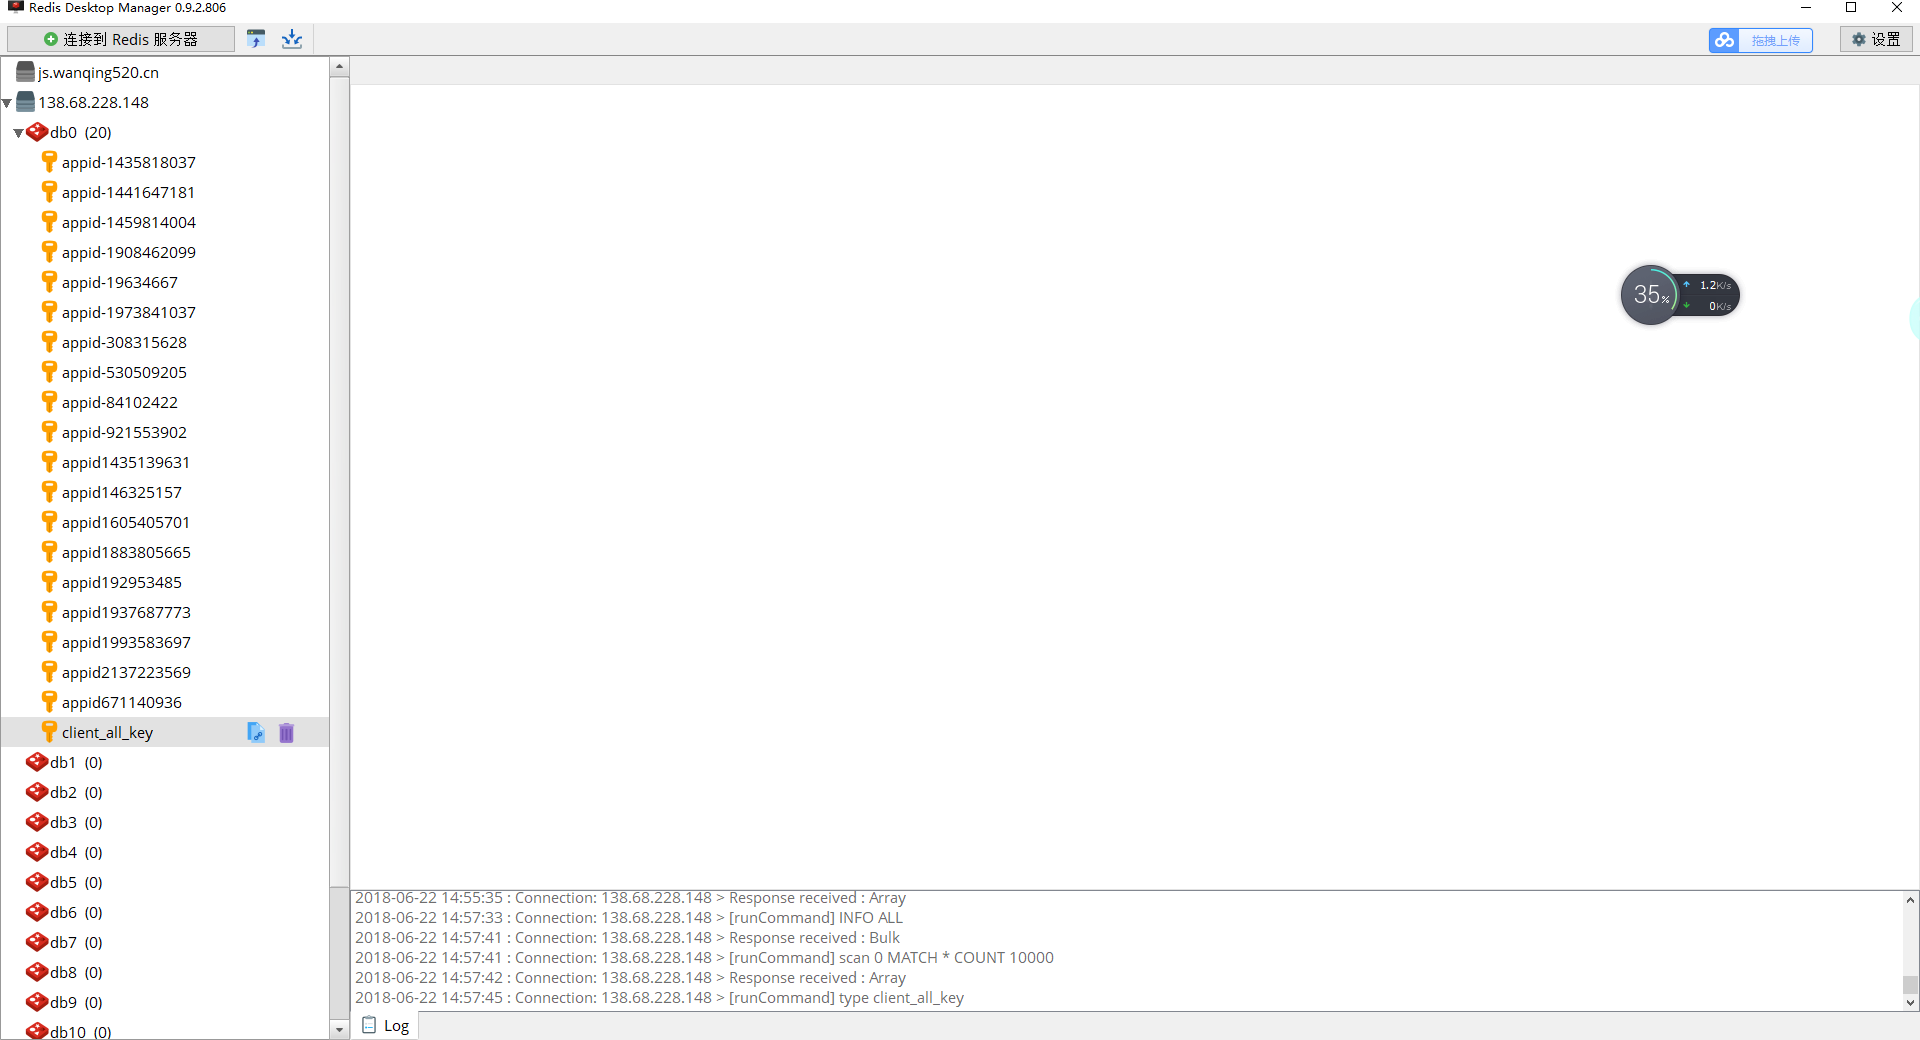 Redis Desktop Manager 0.9.2.806
连接到 Redis 服务器
拖拽上传
设置
js.wanqing520.cn
138.68.228.148
db0 (20)
appid-1435818037
appid-1441647181
appid-1459814004
appid-1908462099
appid-19634667
appid-1973841037
appid-308315628
appid-530509205
appid-84102422
appid-921553902
appid1435139631
appid146325157
appid1605405701
appid1883805665
appid192953485
appid1937687773
appid1993583697
appid2137223569
appid671140936
client_all_key
db1 (0)
db2 (0)
db3 (0)
db4 (0)
db5 (0)
db6 (0)
db7 (0)
db8 (0)
db9 (0)
db10 (0)
35%
1.2K/s
0K/s
2018-06-22 14:55:35 : Connection: 138.68.228.148 > Response received : Array
2018-06-22 14:57:33 : Connection: 138.68.228.148 > [runCommand] INFO ALL
2018-06-22 14:57:41 : Connection: 138.68.228.148 > Response received : Bulk
2018-06-22 14:57:41 : Connection: 138.68.228.148 > [runCommand] scan 0 MATCH * COUNT 10000
2018-06-22 14:57:42 : Connection: 138.68.228.148 > Response received : Array
2018-06-22 14:57:45 : Connection: 138.68.228.148 > [runCommand] type client_all_key
Log